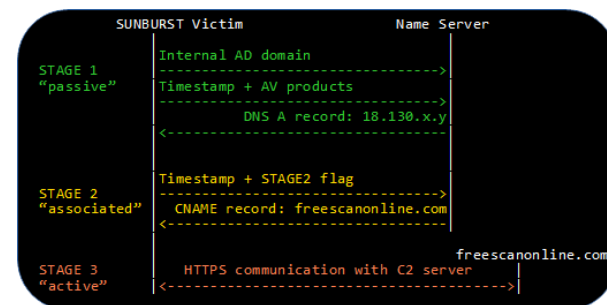 SUNBURST Victim Name Server
Internal AD domain
STAGE 1
“passive” Timestamp + AV products
DNS A record: 18.130.x.y
Timestamp + STAGE2 flag
STAGE 2
“associated” CNAME record: freescanonline.com
freescanonline.com
STAGE 3 HTTPS communication with C2 server
“active”